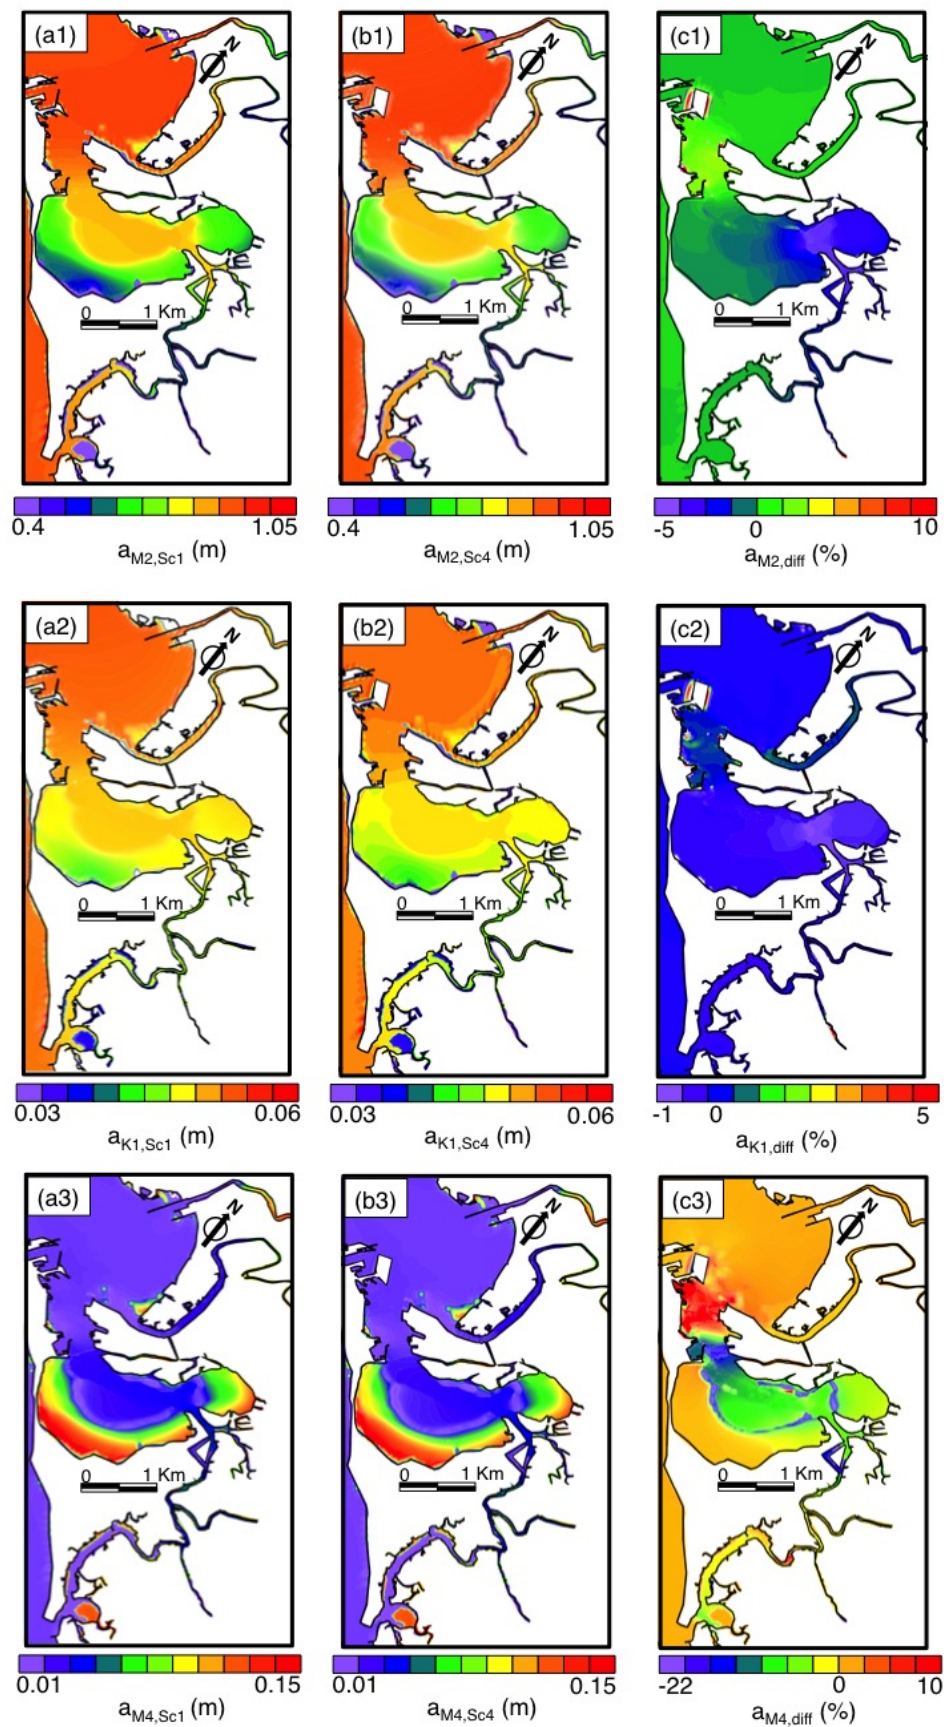 (a1) (b1) (c1)
N N N
0 1 Km 0 1 Km 0 1 Km
0.4 1.05 0.4 1.05 -5 0 10
aM2,Sc1 (m) aM2,Sc4 (m) aM2,diff (%)
(a2) (b2) (c2)
N N N
0 1 Km 0 1 Km 0 1 Km
0.03 0.06 0.03 0.06 -1 0 5
aK1,Sc1 (m) aK1,Sc4 (m) aK1,diff (%)
(a3) (b3) (c3)
N N N
0 1 Km 0 1 Km 0 1 Km
0.01 0.15 0.01 0.15 -22 0 10
aM4,Sc1 (m) aM4,Sc4 (m) aM4,diff (%)